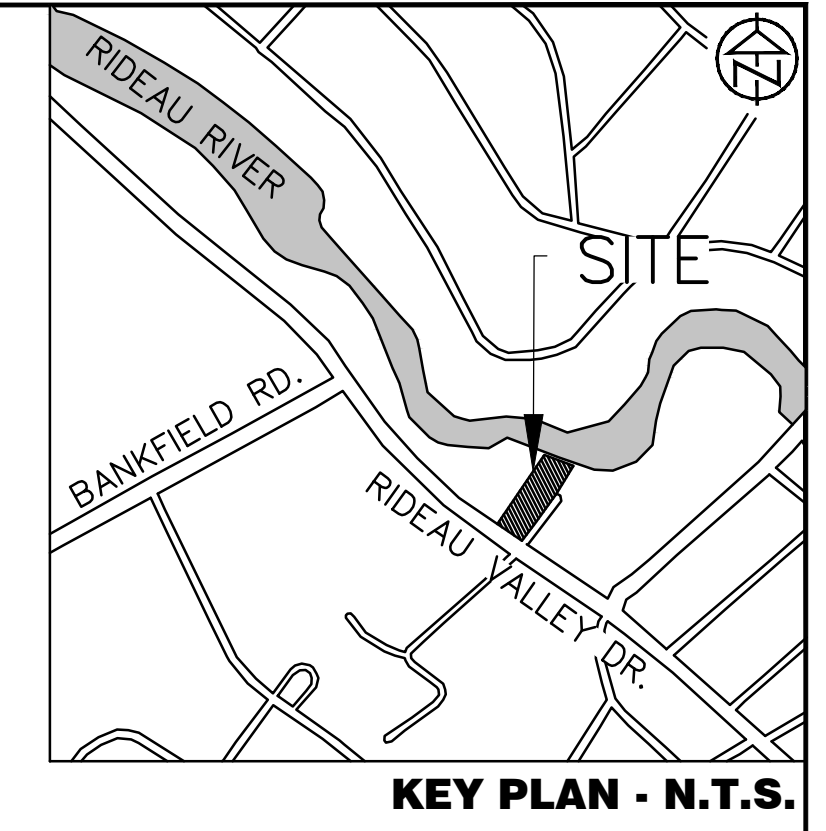 RIDEAU RIVER
N
SITE
BANKFIELD RD.
RIDEAU VALLEY DR.
KEY PLAN - N.T.S.